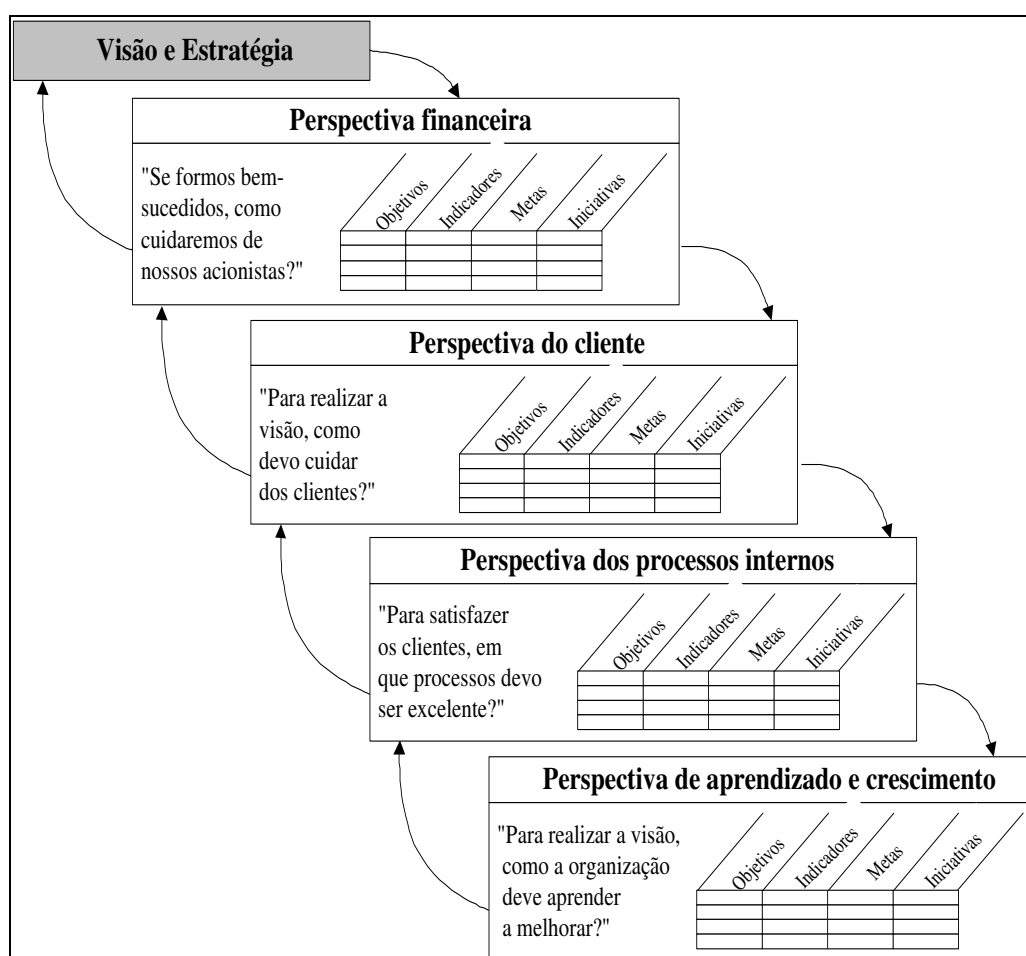 Visão e Estratégia
Perspectiva financeira
"Se formos bem-
sucedidos, como
cuidaremos de
nossos acionistas?"
Objetivos
Indicadores
Metas
Iniciativas
Perspectiva do cliente
"Para realizar a
visão, como
devo cuidar
dos clientes?"
Objetivos
Indicadores
Metas
Iniciativas
Perspectiva dos processos internos
"Para satisfazer
os clientes, em
que processos devo
ser excelente?"
Objetivos
Indicadores
Metas
Iniciativas
Perspectiva de aprendizado e crescimento
"Para realizar a visão,
como a organização
deve aprender
a melhorar?"
Objetivos
Indicadores
Metas
Iniciativas